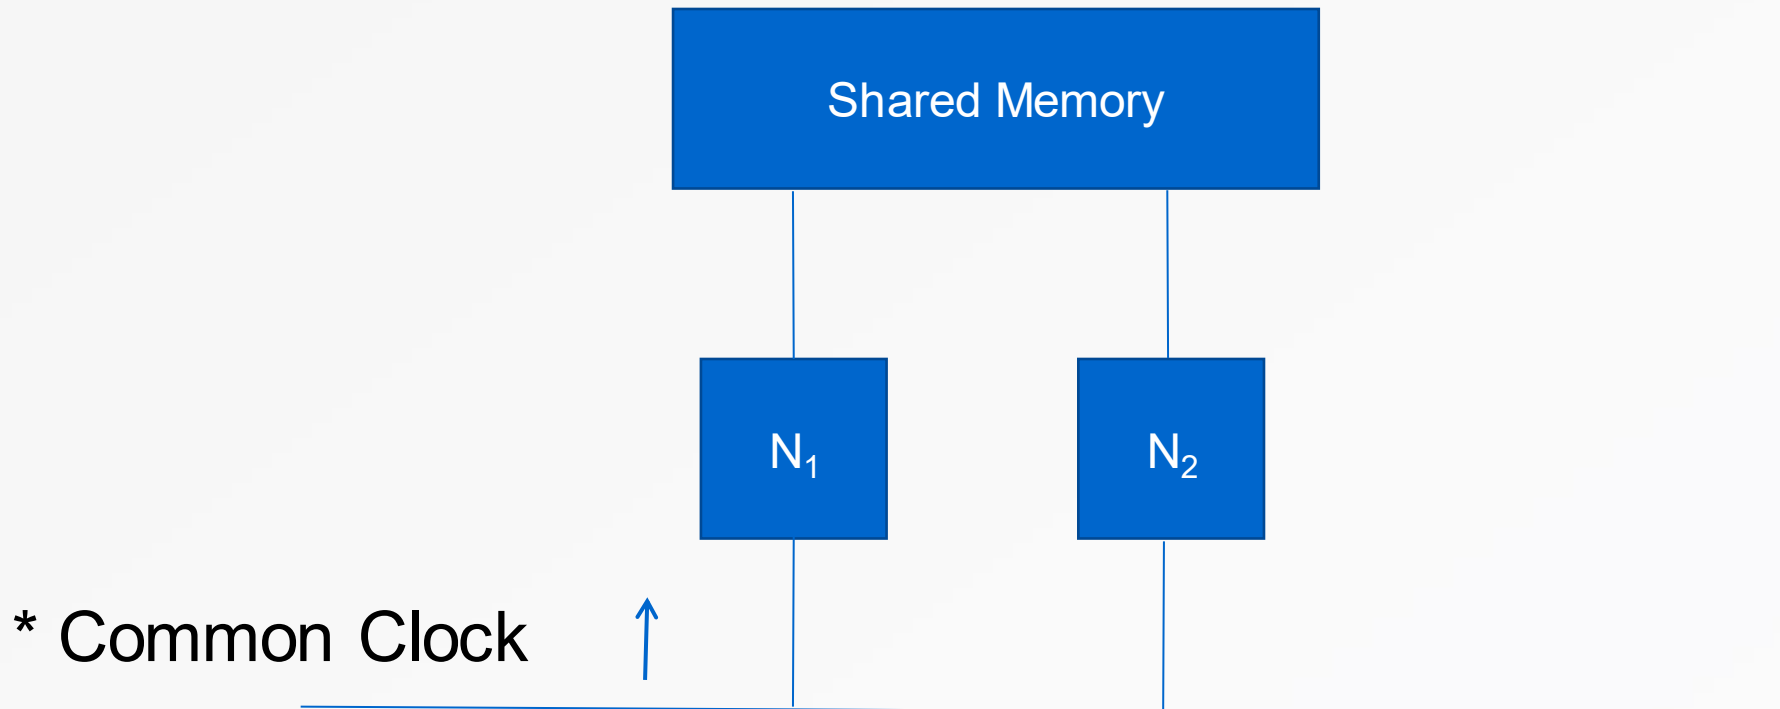 Shared Memory
N₁
N₂
* Common Clock